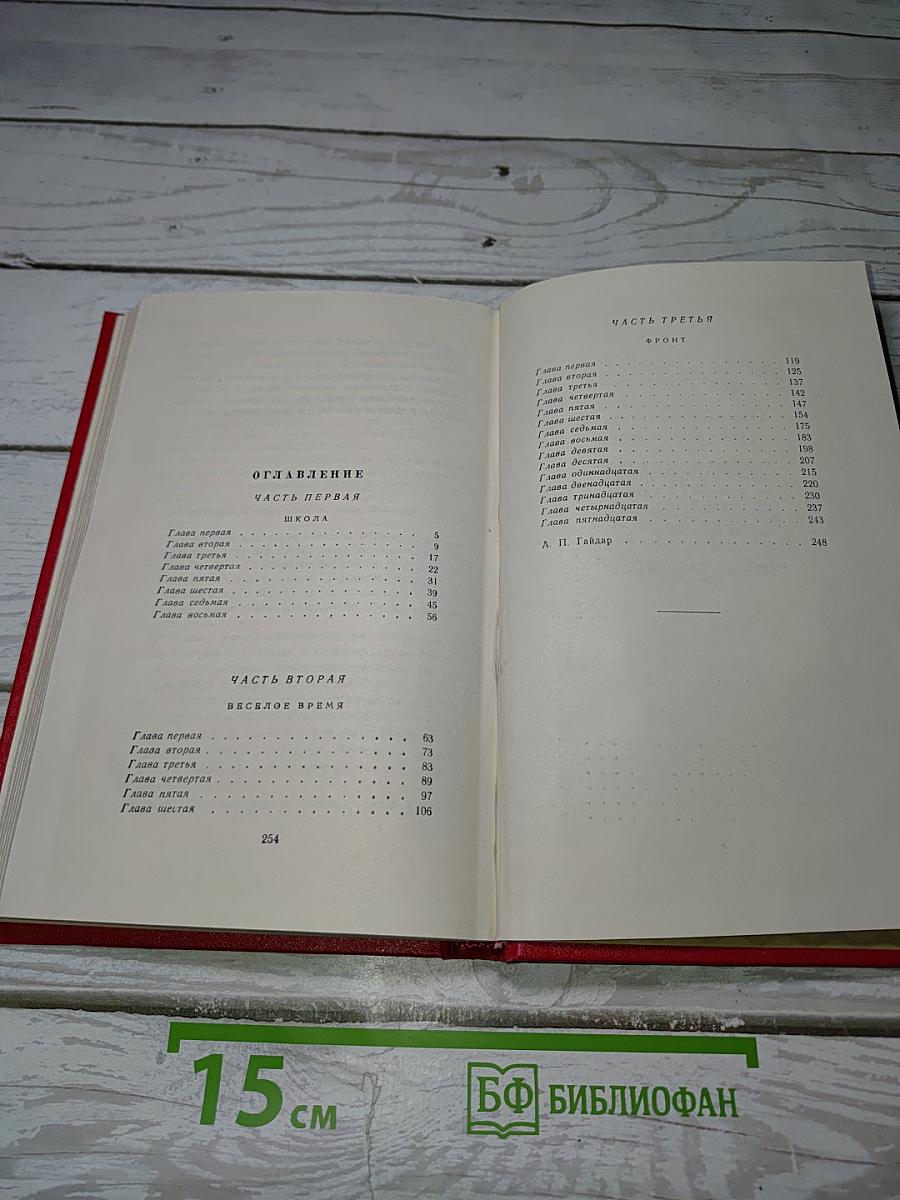 ОГЛАВЛЕНИЕ
ЧАСТЬ ПЕРВАЯ
ШКОЛА
Глава первая . . . . . . . . . . . . . 5
Глава вторая . . . . . . . . . . . . . 9
Глава третья . . . . . . . . . . . . . 17
Глава четвертая . . . . . . . . . . . . 22
Глава пятая . . . . . . . . . . . . . 31
Глава шестая . . . . . . . . . . . . . 39
Глава седьмая . . . . . . . . . . . . . 45
Глава восьмая . . . . . . . . . . . . . 56
ЧАСТЬ ВТОРАЯ
ВЕСЕЛОЕ ВРЕМЯ
Глава первая . . . . . . . . . . . . . 63
Глава вторая . . . . . . . . . . . . . 73
Глава третья . . . . . . . . . . . . . 83
Глава четвертая . . . . . . . . . . . . 89
Глава пятая . . . . . . . . . . . . . 97
Глава шестая . . . . . . . . . . . . . 106
254
ЧАСТЬ ТРЕТЬЯ
ФРОНТ
Глава первая . . . . . . . . . . . . . 119
Глава вторая . . . . . . . . . . . . . 125
Глава третья . . . . . . . . . . . . . 137
Глава четвертая . . . . . . . . . . . . 142
Глава пятая . . . . . . . . . . . . . 147
Глава шестая . . . . . . . . . . . . . 154
Глава седьмая . . . . . . . . . . . . . 175
Глава восьмая . . . . . . . . . . . . . 183
Глава девятая . . . . . . . . . . . . . 198
Глава десятая . . . . . . . . . . . . . 207
Глава одиннадцатая . . . . . . . . . . . 215
Глава двенадцатая . . . . . . . . . . . 220
Глава тринадцатая . . . . . . . . . . . 230
Глава четырнадцатая . . . . . . . . . . 237
Глава пятнадцатая . . . . . . . . . . . 243
А. П. Гайдар . . . . . . . . . . . . . 248
15 см
БФ БИБЛИОФАН